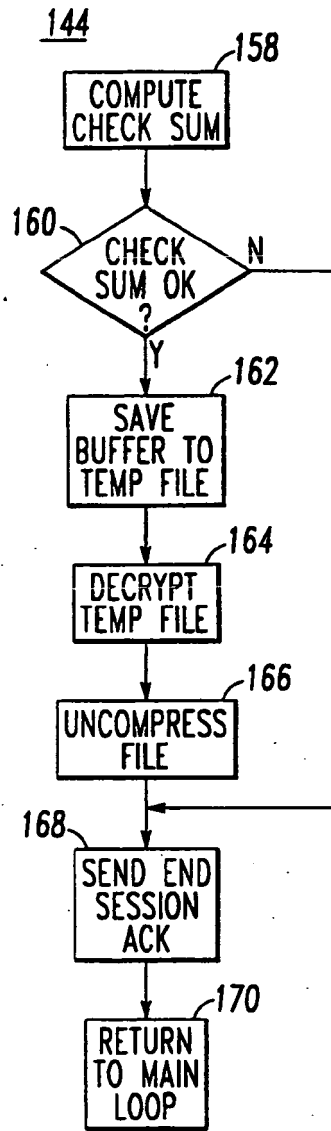 144
158
COMPUTE
CHECK SUM
160
CHECK
SUM OK
?
N
Y
162
SAVE
BUFFER TO
TEMP FILE
164
DECRYPT
TEMP FILE
166
UNCOMPRESS
FILE
168
SEND END
SESSION
ACK
170
RETURN
TO MAIN
LOOP